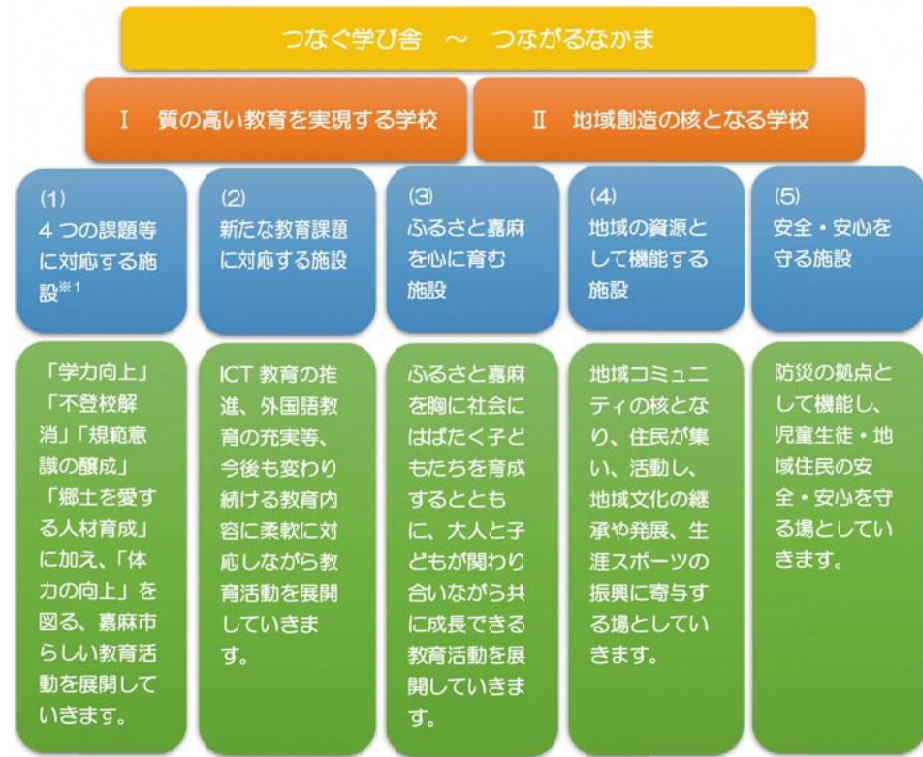 つなぐ学び舎　～　つながるなかま
Ⅰ　質の高い教育を実現する学校
Ⅱ　地域創造の核となる学校
(1)
4 つの課題等
に対応する施
設※1
(2)
新たな教育課題
に対応する施設
(3)
ふるさと嘉麻
を心に育む
施設
(4)
地域の資源と
して機能する
施設
(5)
安全・安心を
守る施設
「学力向上」
「不登校解
消」「規範意
識の醸成」
「郷土を愛す
る人材育成」
に加え、「体
力の向上」を
図る、嘉麻市
らしい教育活
動を展開して
いきます。
ICT 教育の推
進、外国語教
育の充実等、
今後も変わり
続ける教育内
容に柔軟に対
応しながら教
育活動を展開
していきま
す。
ふるさと嘉麻
を胸に社会に
はばたく子ど
もたちを育成
するととも
に、大人と子
どもが関わり
合いながら共
に成長できる
教育活動を展
開していきま
す。
地域コミュニ
ティの核とな
り、住民が集
い、活動し、
地域文化の継
承や発展、生
涯スポーツの
振興に寄与す
る場としてい
きます。
防災の拠点と
して機能し、
児童生徒・地
域住民の安
全・安心を守
る場としてい
きます。